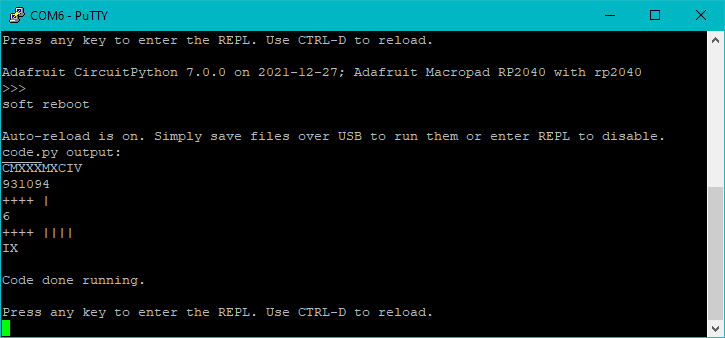 COM6 - PuTTY
Press any key to enter the REPL. Use CTRL-D to reload.
Adafruit CircuitPython 7.0.0 on 2021-12-27; Adafruit Macropad RP2040 with rp2040
>>>
soft reboot
Auto-reload is on. Simply save files over USB to run them or enter REPL to disable.
code.py output:
C̅M̅X̅X̅X̅MXCIV
931094
++++ |
6
++++ ||||
IX
Code done running.
Press any key to enter the REPL. Use CTRL-D to reload.